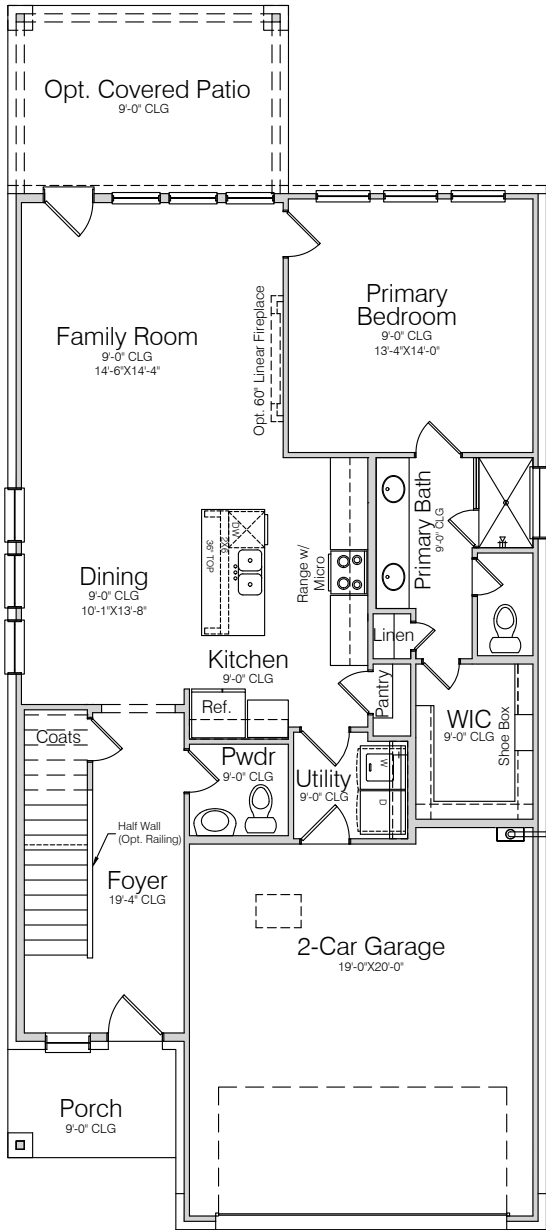 Opt. Covered Patio
9'-0" CLG
Family Room
9'-0" CLG
14'-6"X14'-4"
Opt. 60" Linear Fireplace
Primary
Bedroom
9'-0" CLG
13'-4"X14'-0"
Primary Bath
9'-0" CLG
DW
2X6
36" TOP
Range w/
Micro
Dining
9'-0" CLG
10'-1"X13'-8"
Kitchen
9'-0" CLG
Linen
Ref.
Pantry
WIC
9'-0" CLG
Shoe Box
Coats
Pwdr
9'-0" CLG
Utility
9'-0" CLG
W
D
Half Wall
(Opt. Railing)
Foyer
19'-4" CLG
2-Car Garage
19'-0"X20'-0"
Porch
9'-0" CLG